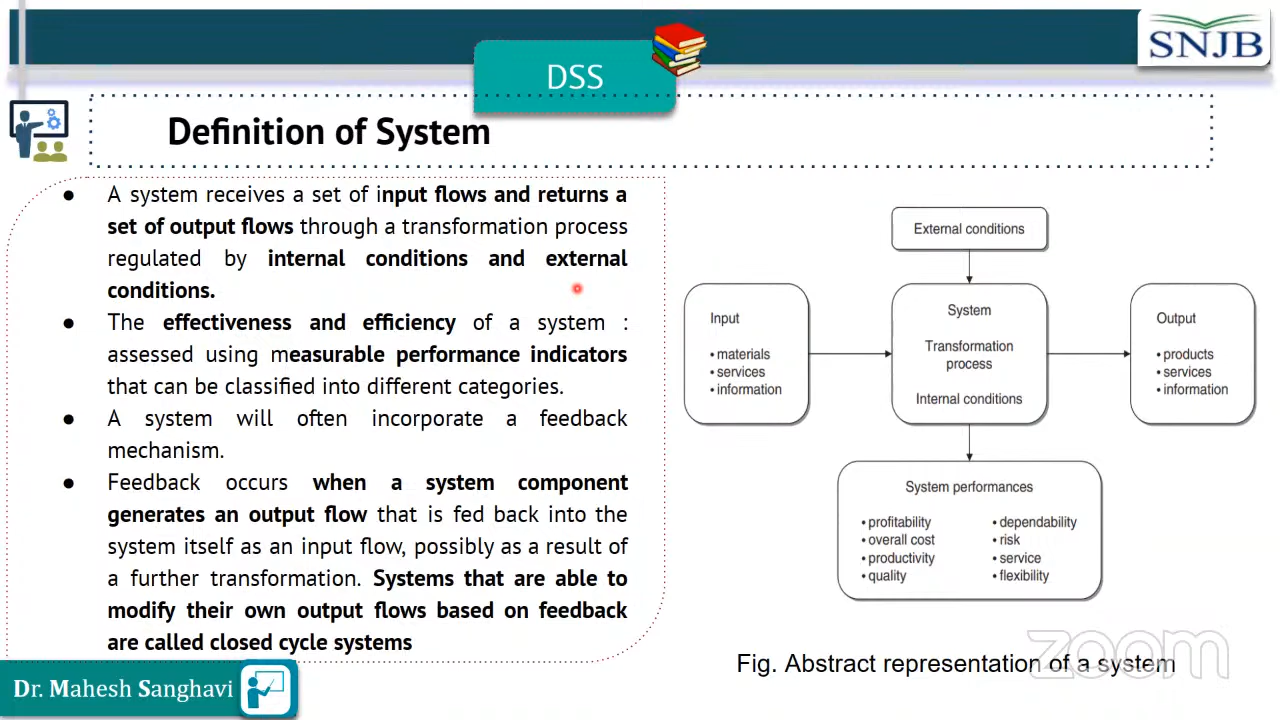 SNJB
DSS
Definition of System
● A system receives a set of input flows and returns a
set of output flows through a transformation process
regulated by internal conditions and external
conditions.
● The effectiveness and efficiency of a system :
assessed using measurable performance indicators
that can be classified into different categories.
● A system will often incorporate a feedback
mechanism.
● Feedback occurs when a system component
generates an output flow that is fed back into the
system itself as an input flow, possibly as a result of
a further transformation. Systems that are able to
modify their own output flows based on feedback
are called closed cycle systems
External conditions
Input
• materials
• services
• information
System
Transformation
process
Internal conditions
Output
• products
• services
• information
System performances
• profitability
• overall cost
• productivity
• quality
• dependability
• risk
• service
• flexibility
Fig. Abstract representation of a system
zoom
Dr. Mahesh Sanghavi